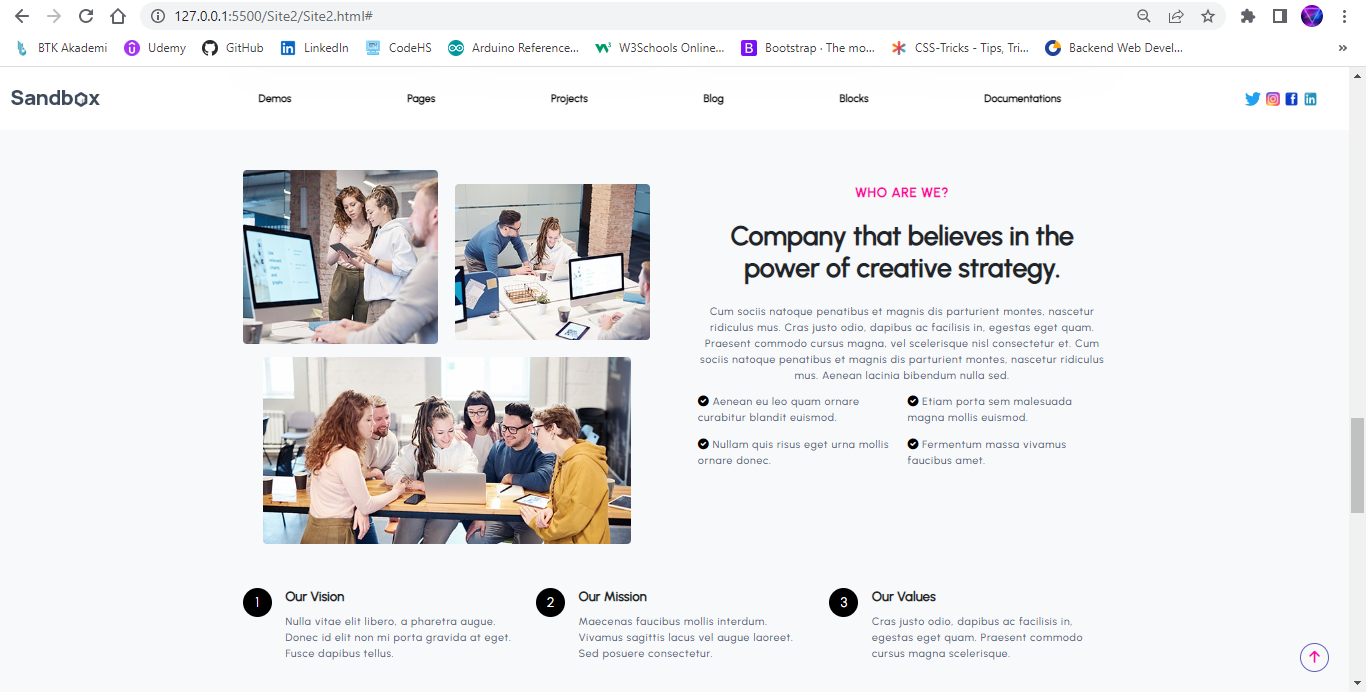 127.0.0.1:5500/Site2/Site2.html#
BTK Akademi Udemy GitHub LinkedIn CodeHS Arduino Reference... W3Schools Online... Bootstrap · The mo... CSS-Tricks - Tips, Tri... Backend Web Devel... »
Sandbox Demos Pages Projects Blog Blocks Documentations
WHO ARE WE?
Company that believes in the
power of creative strategy.
Cum sociis natoque penatibus et magnis dis parturient montes, nascetur
ridiculus mus. Cras justo odio, dapibus ac facilisis in, egestas eget quam.
Praesent commodo cursus magna, vel scelerisque nisl consectetur et. Cum
sociis natoque penatibus et magnis dis parturient montes, nascetur ridiculus
mus. Aenean lacinia bibendum nulla sed.
Aenean eu leo quam ornare
curabitur blandit euismod.
Etiam porta sem malesuada
magna mollis euismod.
Nullam quis risus eget urna mollis
ornare donec.
Fermentum massa vivamus
faucibus amet.
1 Our Vision
Nulla vitae elit libero, a pharetra augue.
Donec id elit non mi porta gravida at eget.
Fusce dapibus tellus.
2 Our Mission
Maecenas faucibus mollis interdum.
Vivamus sagittis lacus vel augue laoreet.
Sed posuere consectetur.
3 Our Values
Cras justo odio, dapibus ac facilisis in,
egestas eget quam. Praesent commodo
cursus magna scelerisque.